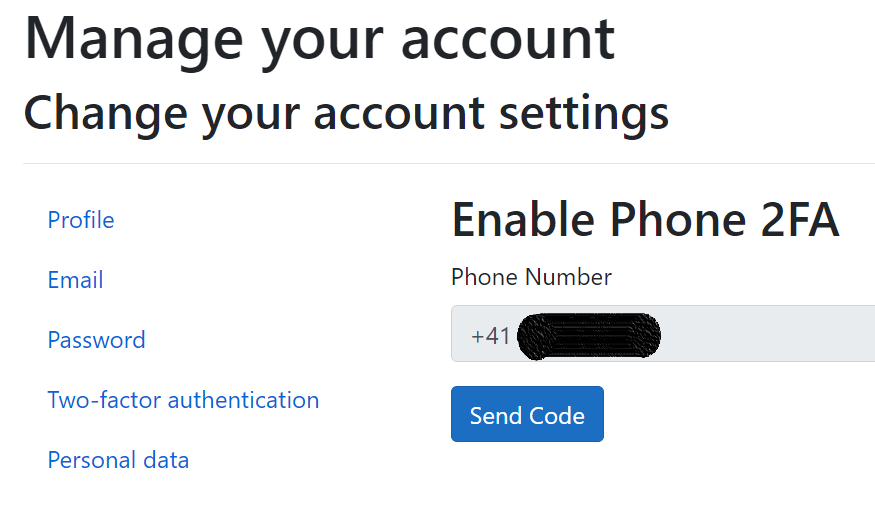 Manage your account
Change your account settings
Profile
Email
Password
Two-factor authentication
Personal data
Enable Phone 2FA
Phone Number
+41
Send Code